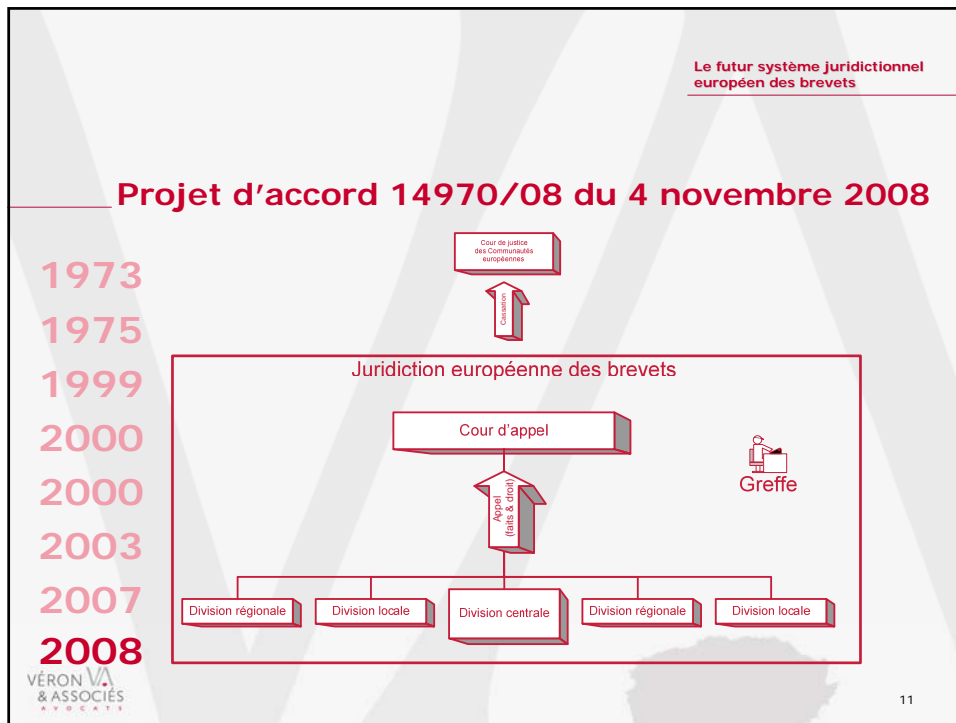 Le futur système juridictionnel
européen des brevets
Projet d’accord 14970/08 du 4 novembre 2008
1973
1975
1999
2000
2000
2003
2007
2008
Cour de justice
des Communautés
européennes
Cassation
Juridiction européenne des brevets
Cour d’appel
Greffe
Appel
(faits & droit)
Division régionale
Division locale
Division centrale
Division régionale
Division locale
VÉRON VA
& ASSOCIÉS
AVOCATS
11